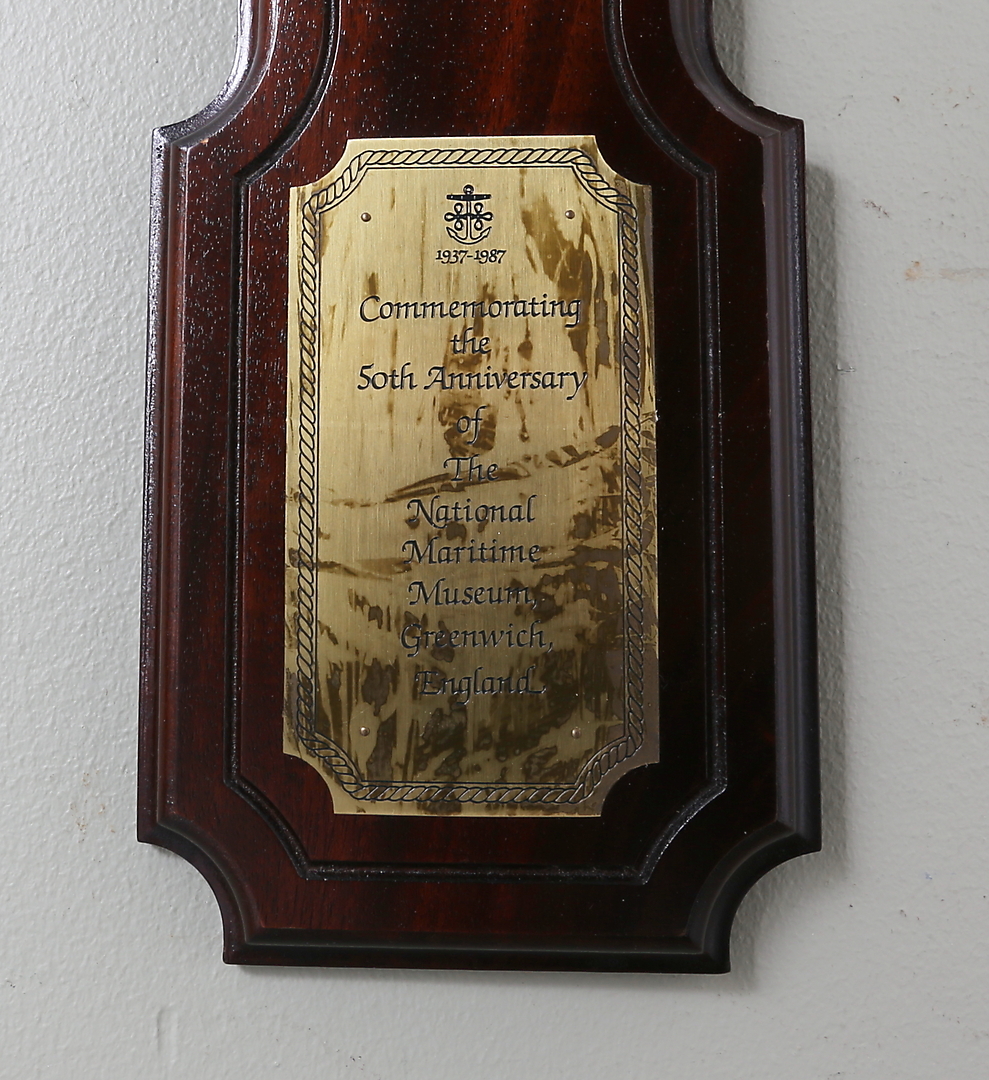 1937-1987
Commemorating
the
50th Anniversary
of
The
National
Maritime
Museum,
Greenwich,
England.